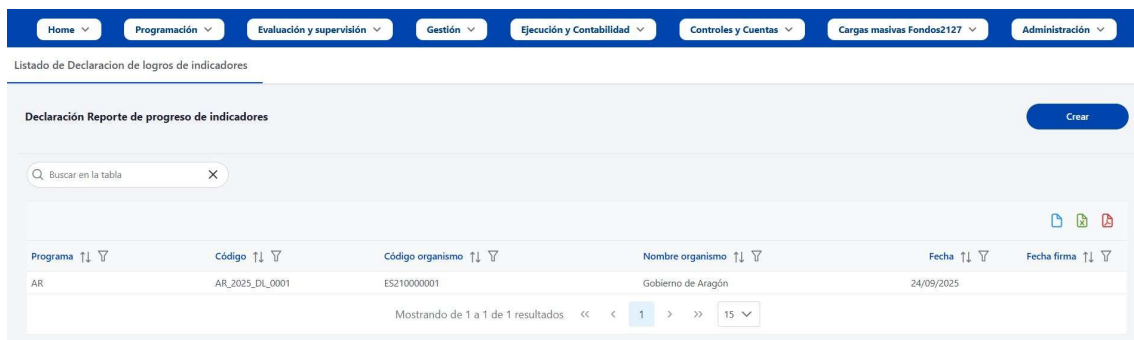 Home Programación Evaluación y supervisión Gestión Ejecución y Contabilidad Controles y Cuentas Cargas masivas Fondos2127 Administración
Listado de Declaracion de logros de indicadores
Declaración Reporte de progreso de indicadores Crear
Buscar en la tabla
Programa Código Código organismo Nombre organismo Fecha Fecha firma
AR AR_2025_DL_0001 ES210000001 Gobierno de Aragón 24/09/2025
Mostrando de 1 a 1 de 1 resultados << < 1 > >> 15